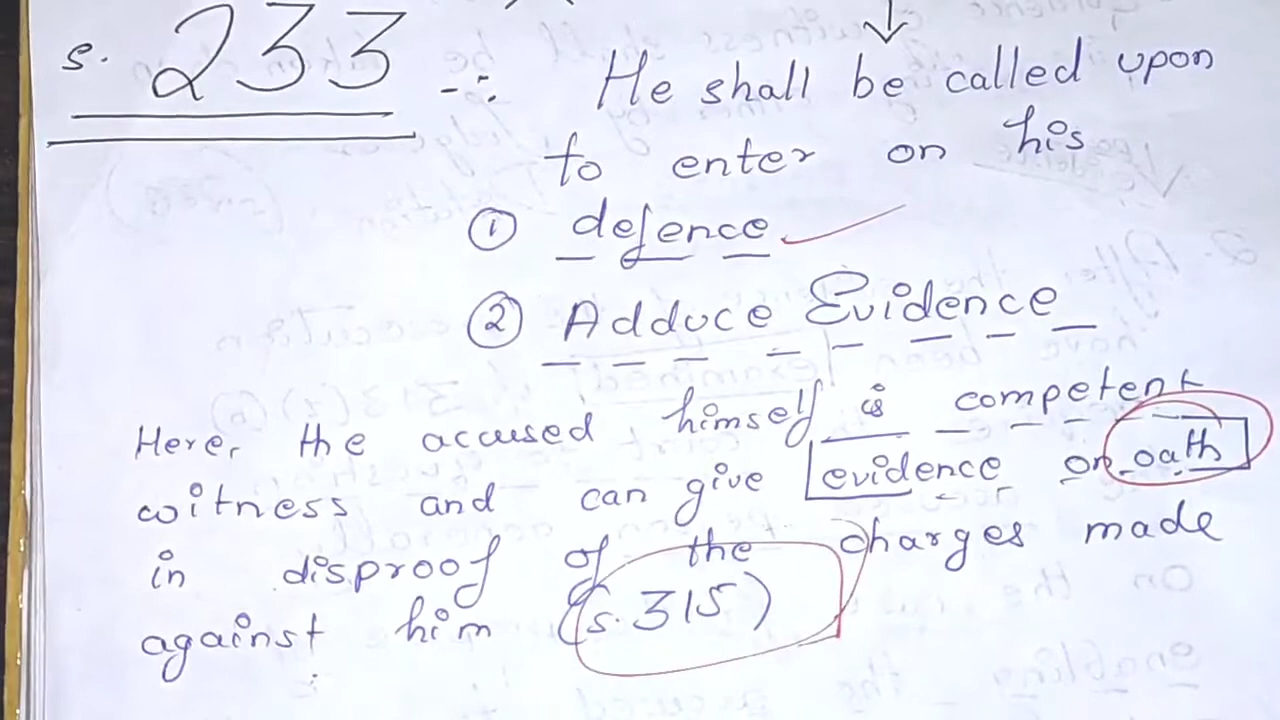 s. 233 -: He shall be called upon
to enter on his
① defence
② Adduce Evidence
Here, the accused himself is competent
witness and can give evidence on oath
in disproof of the charges made
against him (s. 315)